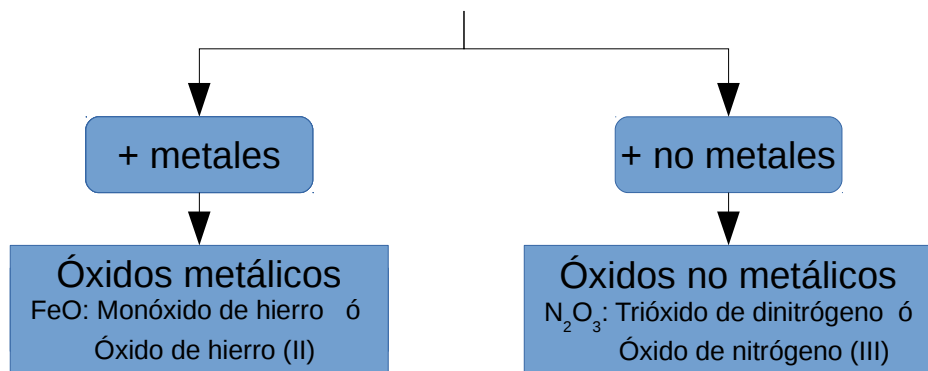 + metales
+ no metales
Óxidos metálicos
FeO: Monóxido de hierro ó
Óxido de hierro (II)
Óxidos no metálicos
N₂O₃: Trióxido de dinitrógeno ó
Óxido de nitrógeno (III)